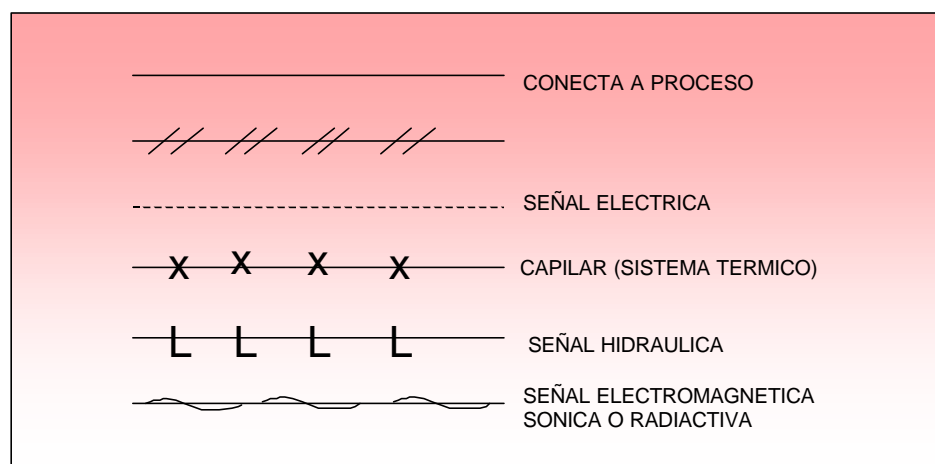 CONECTA A PROCESO
SEÑAL ELECTRICA
X X X X
CAPILAR (SISTEMA TERMICO)
L L L L
SEÑAL HIDRAULICA
SEÑAL ELECTROMAGNETICA
SONICA O RADIACTIVA